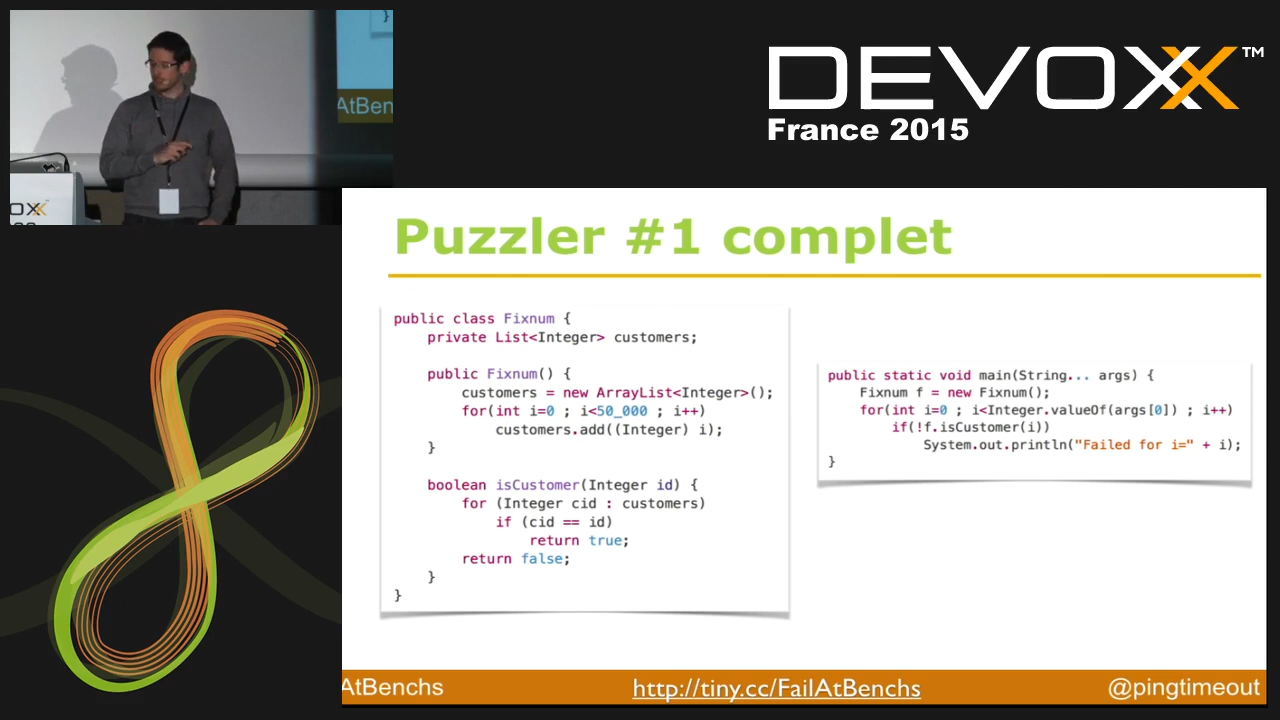 }
AtBen
OXX
DEVOXX™
France 2015
Puzzler #1 complet
public class Fixnum {
private List<Integer> customers;
public Fixnum() {
customers = new ArrayList<Integer>();
for(int i=0 ; i<50_000 ; i++)
customers.add((Integer) i);
}
boolean isCustomer(Integer id) {
for (Integer cid : customers)
if (cid == id)
return true;
return false;
}
}
public static void main(String... args) {
Fixnum f = new Fixnum();
for(int i=0 ; i<Integer.valueOf(args[0]) ; i++)
if(!f.isCustomer(i))
System.out.println("Failed for i=" + i);
}
AtBenchs http://tiny.cc/FailAtBenchs @pingtimeout